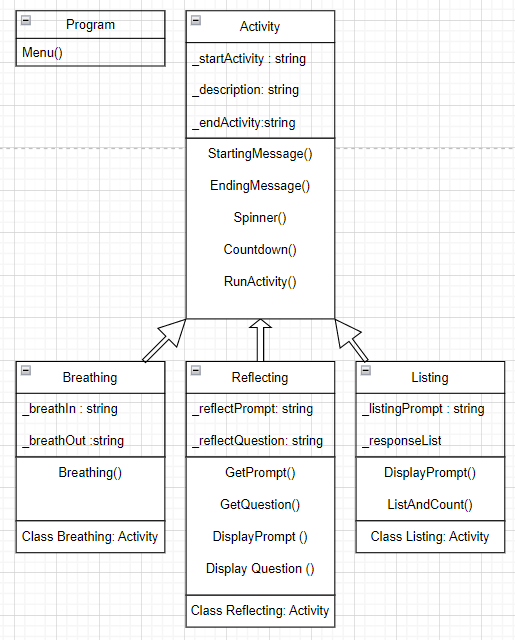 Program
Menu()
Activity
_startActivity : string
_description: string
_endActivity:string
StartingMessage()
EndingMessage()
Spinner()
Countdown()
RunActivity()
Breathing
_breathIn : string
_breathOut :string
Breathing()
Class Breathing: Activity
Reflecting
_reflectPrompt: string
_reflectQuestion: string
GetPrompt()
GetQuestion()
DisplayPrompt ()
Display Question ()
Class Reflecting: Activity
Listing
_listingPrompt : string
_responseList
DisplayPrompt()
ListAndCount()
Class Listing: Activity